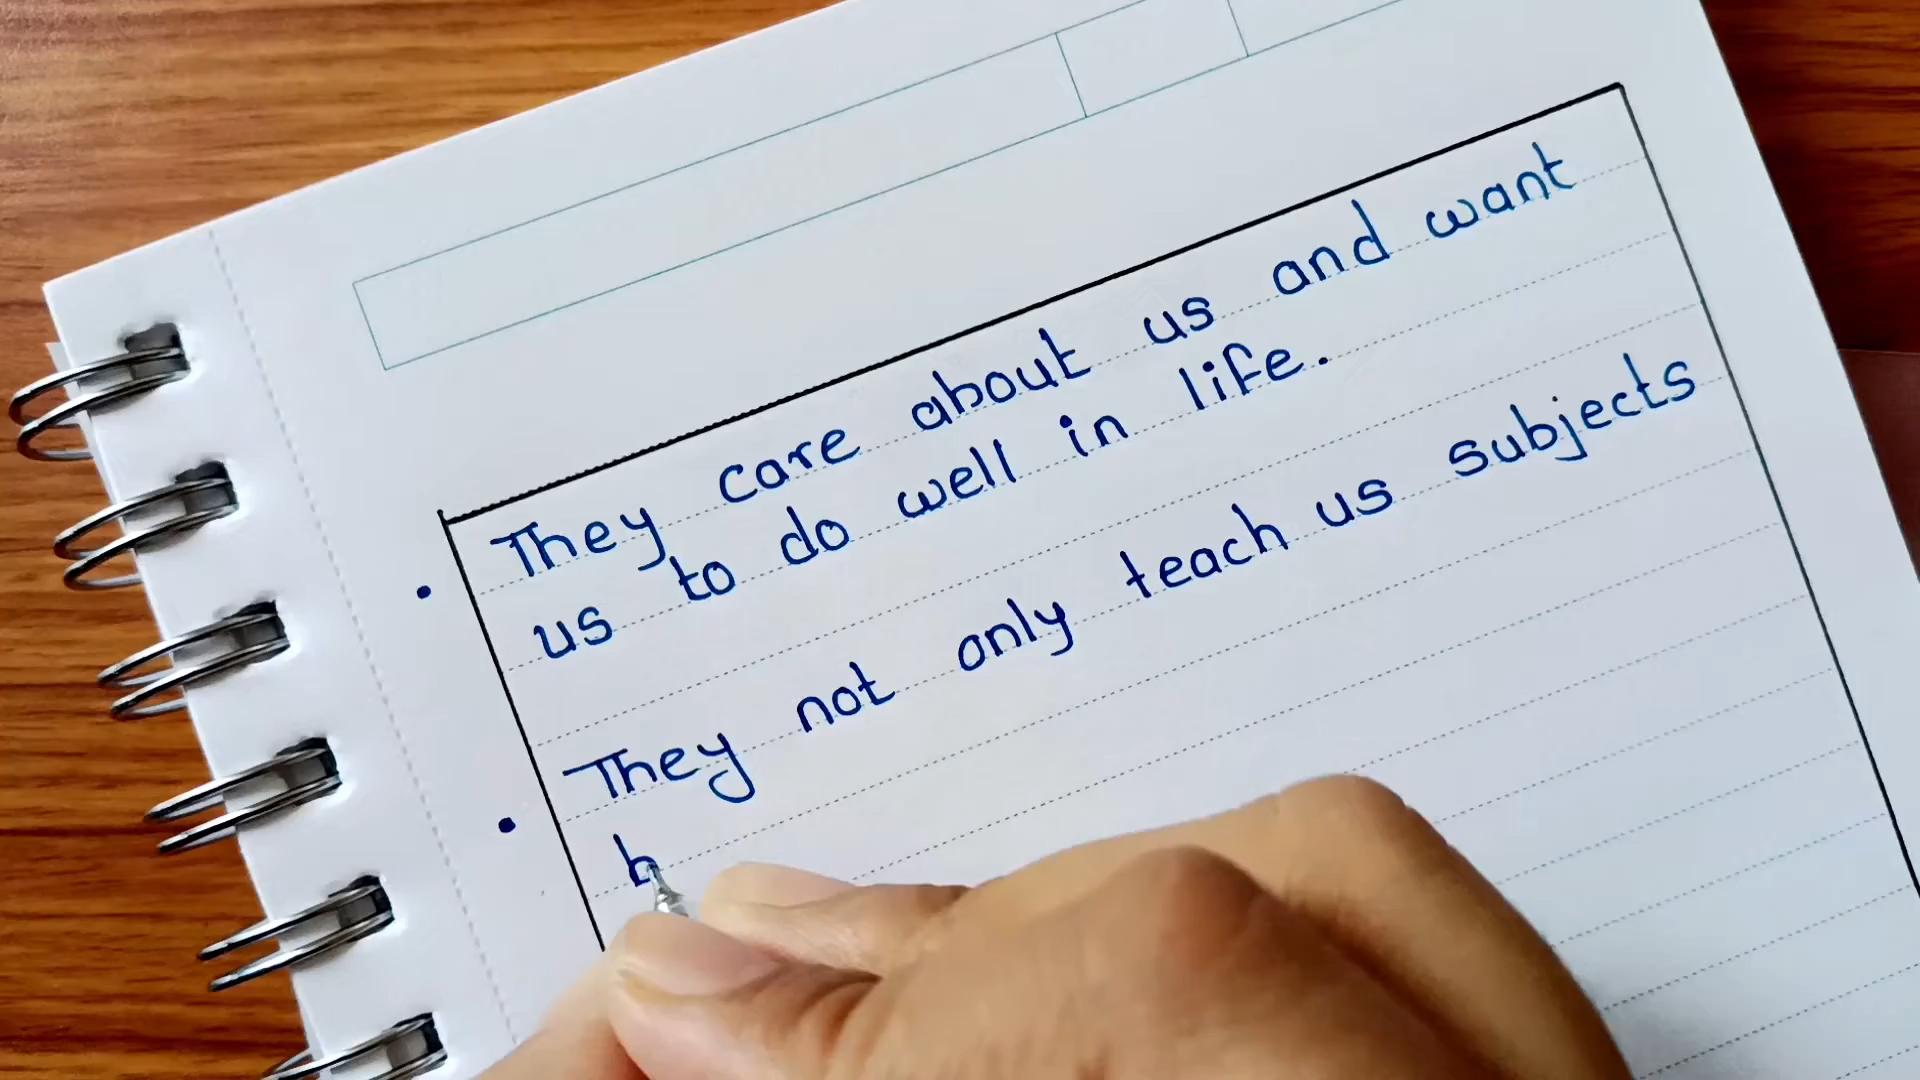 They care about us and want
us to do well in life.
They not only teach us subjects
b